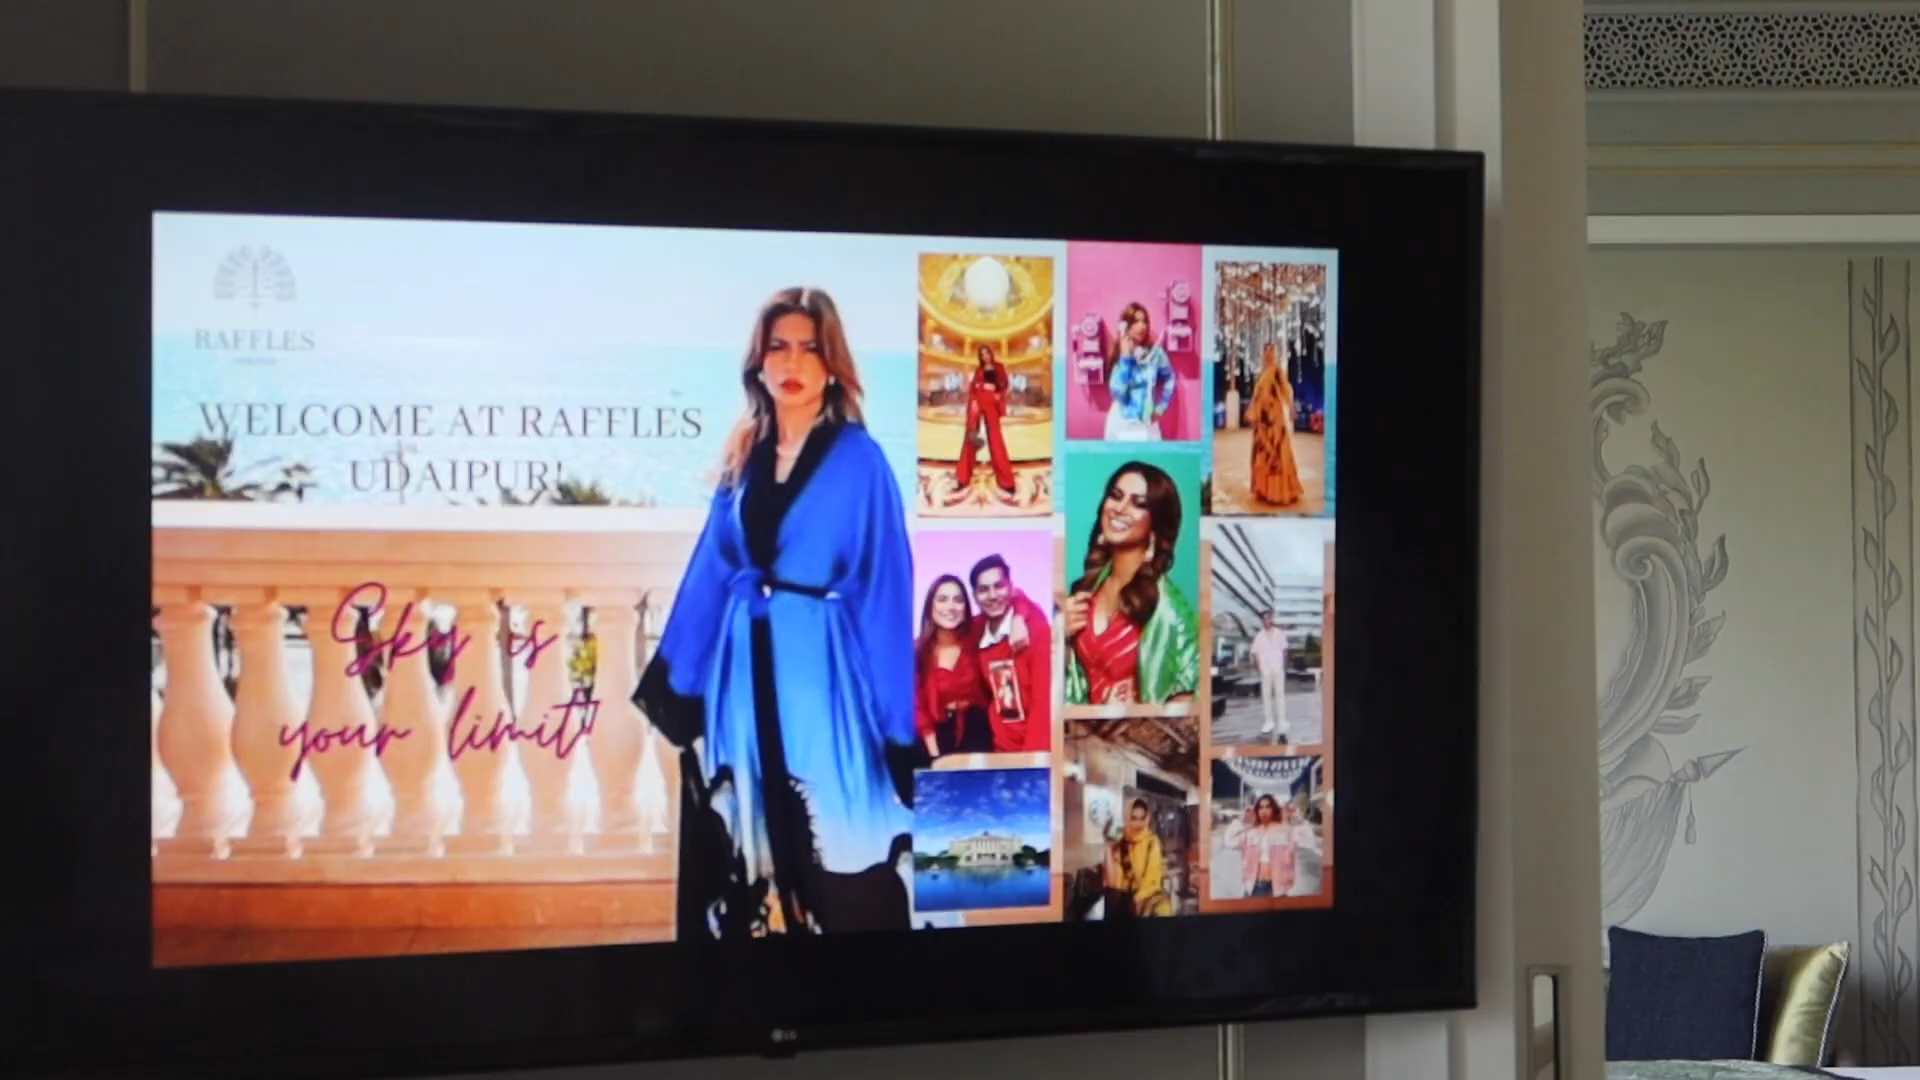 RAFFLES
WELCOME AT RAFFLES
UDAIPUR!
Sky is
your limit!
LG